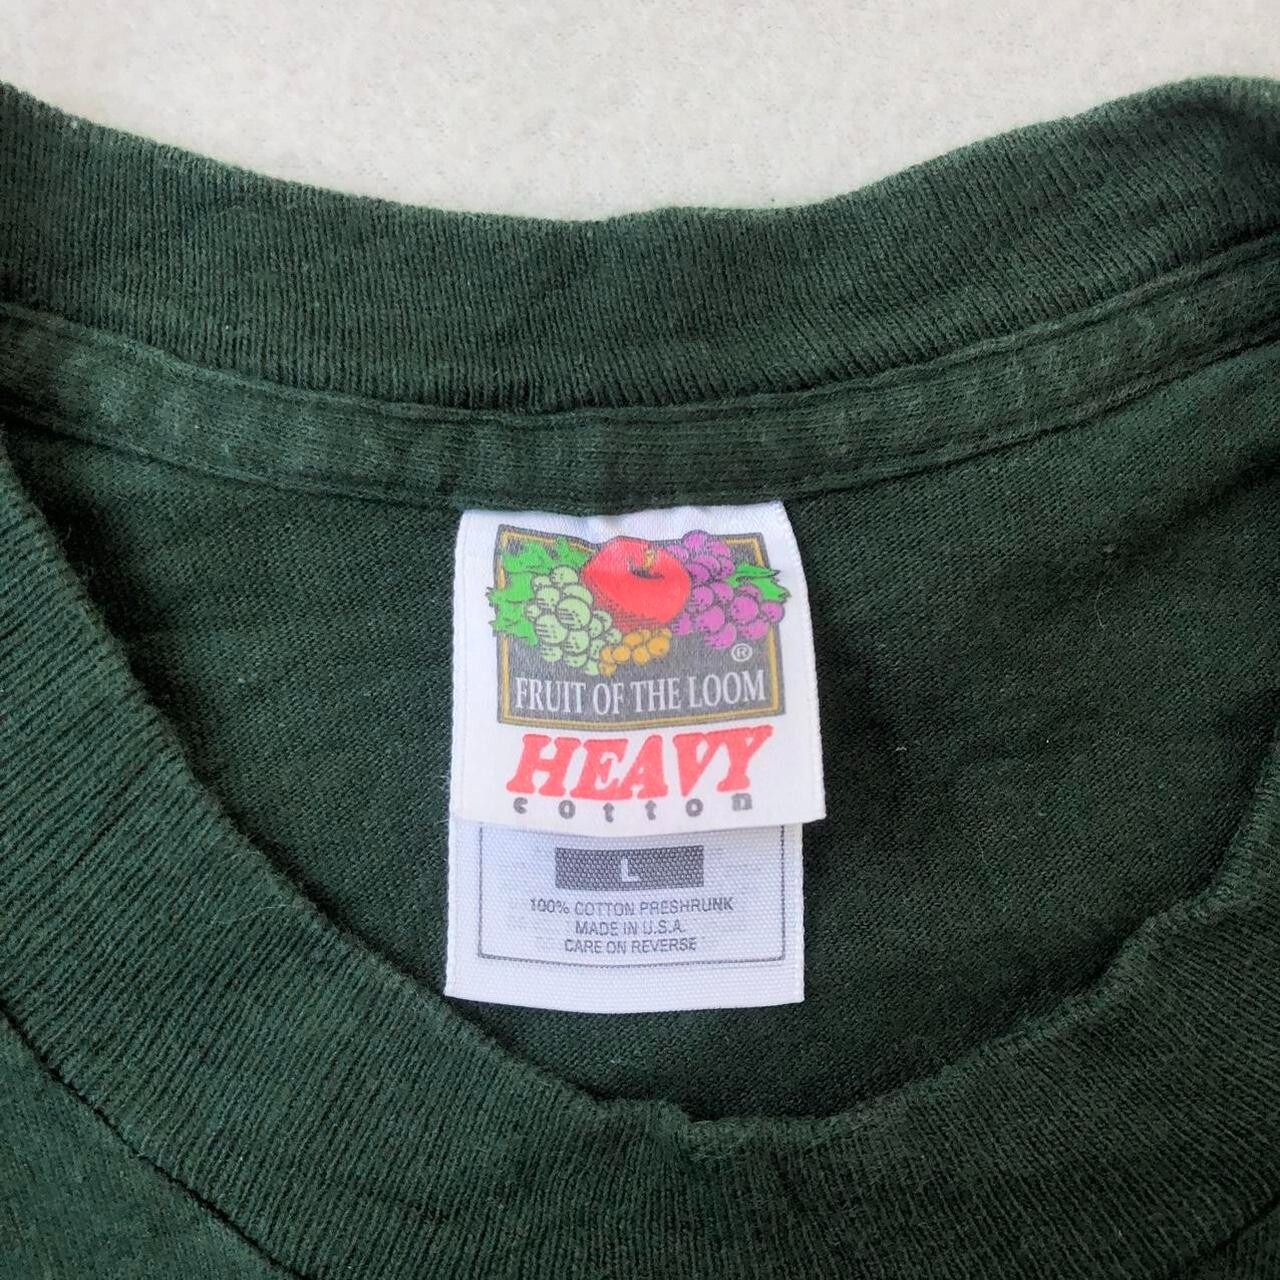 ®
FRUIT OF THE LOOM
HEAVY
cotton
L
100% COTTON PRESHRUNK
MADE IN U.S.A.
CARE ON REVERSE